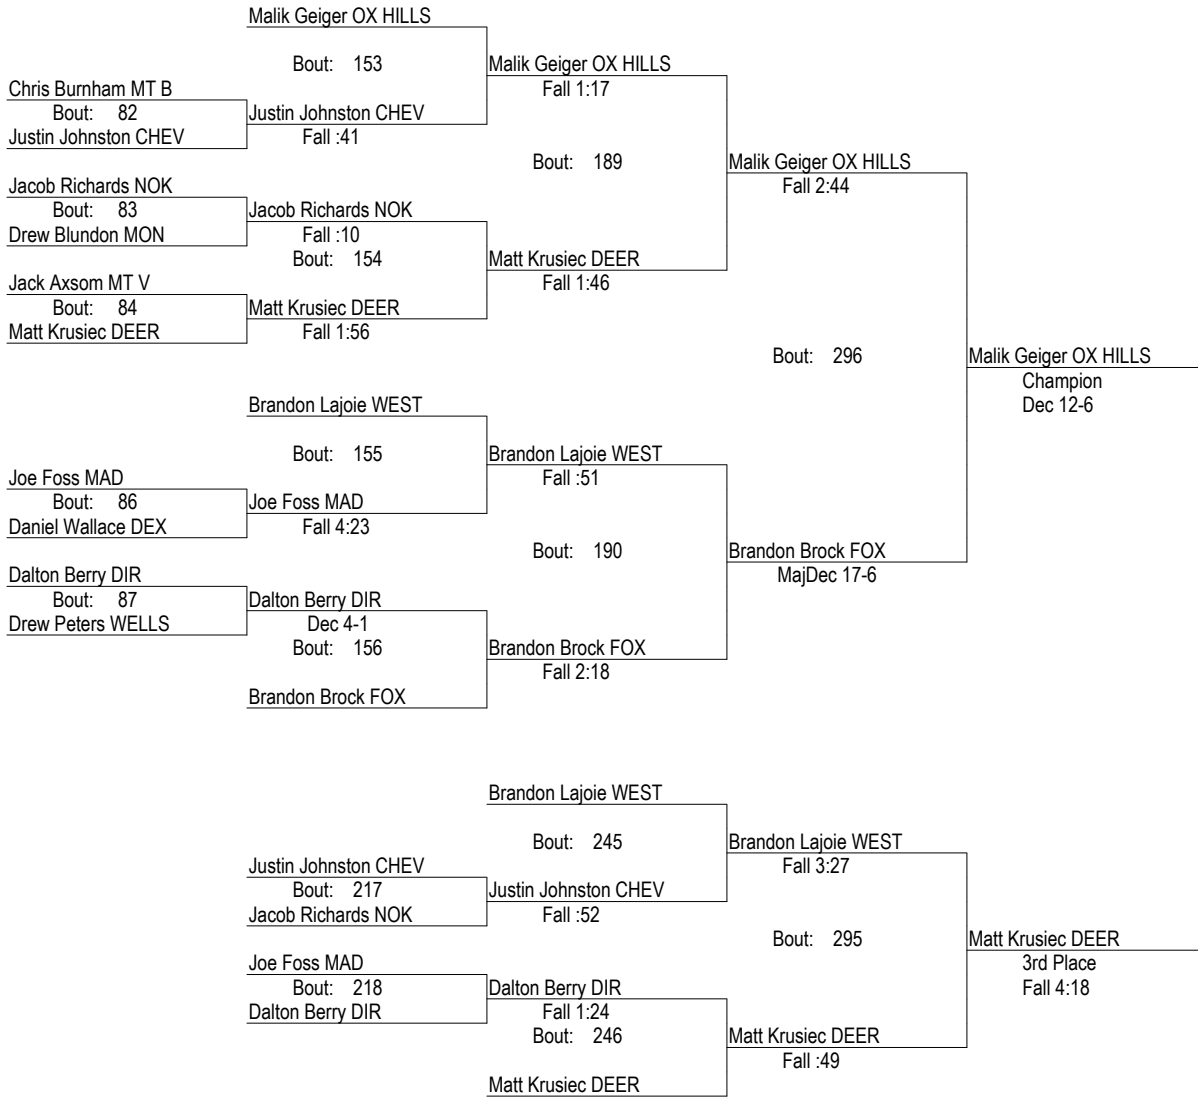 Malik Geiger OX HILLS
Bout: 153
Malik Geiger OX HILLS
Fall 1:17
Chris Burnham MT B
Bout: 82
Justin Johnston CHEV
Justin Johnston CHEV
Fall :41
Bout: 189
Malik Geiger OX HILLS
Fall 2:44
Jacob Richards NOK
Bout: 83
Drew Blundon MON
Jacob Richards NOK
Fall :10
Bout: 154
Matt Krusiec DEER
Fall 1:46
Jack Axsom MT V
Bout: 84
Matt Krusiec DEER
Matt Krusiec DEER
Fall 1:56
Bout: 296
Malik Geiger OX HILLS
Champion
Dec 12-6
Brandon Lajoie WEST
Bout: 155
Brandon Lajoie WEST
Fall :51
Joe Foss MAD
Bout: 86
Daniel Wallace DEX
Joe Foss MAD
Fall 4:23
Bout: 190
Brandon Brock FOX
MajDec 17-6
Dalton Berry DIR
Bout: 87
Drew Peters WELLS
Dalton Berry DIR
Dec 4-1
Bout: 156
Brandon Brock FOX
Fall 2:18
Brandon Brock FOX
Brandon Lajoie WEST
Bout: 245
Brandon Lajoie WEST
Fall 3:27
Justin Johnston CHEV
Bout: 217
Jacob Richards NOK
Justin Johnston CHEV
Fall :52
Bout: 295
Matt Krusiec DEER
3rd Place
Fall 4:18
Joe Foss MAD
Bout: 218
Dalton Berry DIR
Dalton Berry DIR
Fall 1:24
Bout: 246
Matt Krusiec DEER
Fall :49
Matt Krusiec DEER